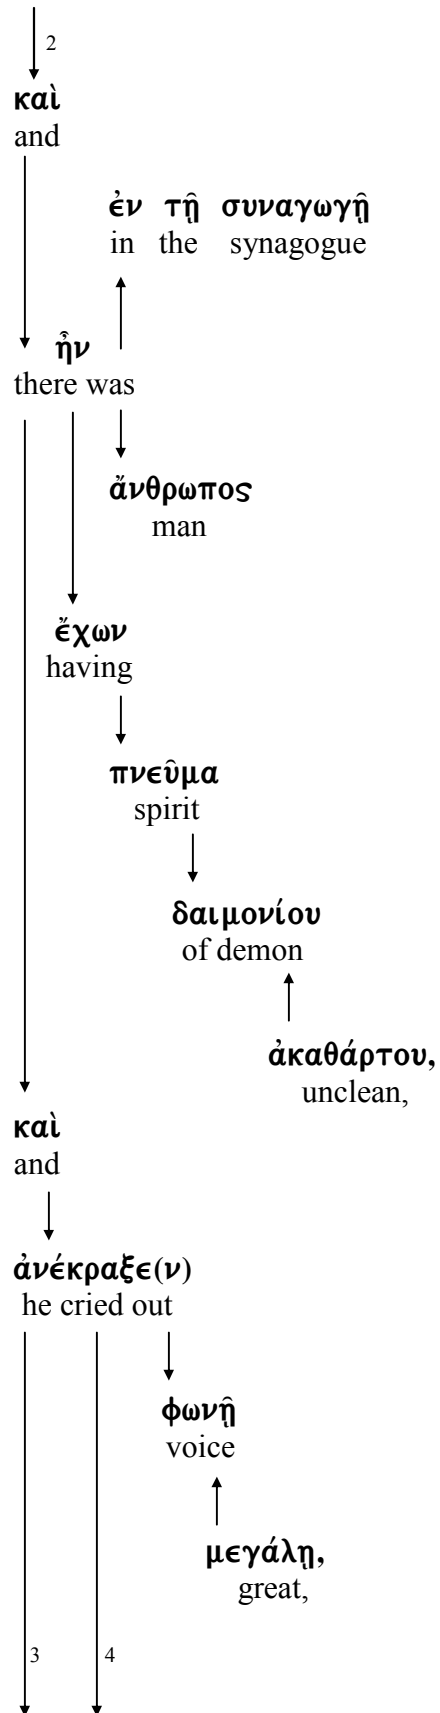 2
καὶ
and
ἐν τῇ συναγωγῇ
in the synagogue
ἦν
there was
ἄνθρωπος
man
ἔχων
having
πνεῦμα
spirit
δαιμονίου
of demon
ἀκαθάρτου,
unclean,
καὶ
and
ἀνέκραξε(ν)
he cried out
φωνῇ
voice
μεγάλῃ,
great,
3 4